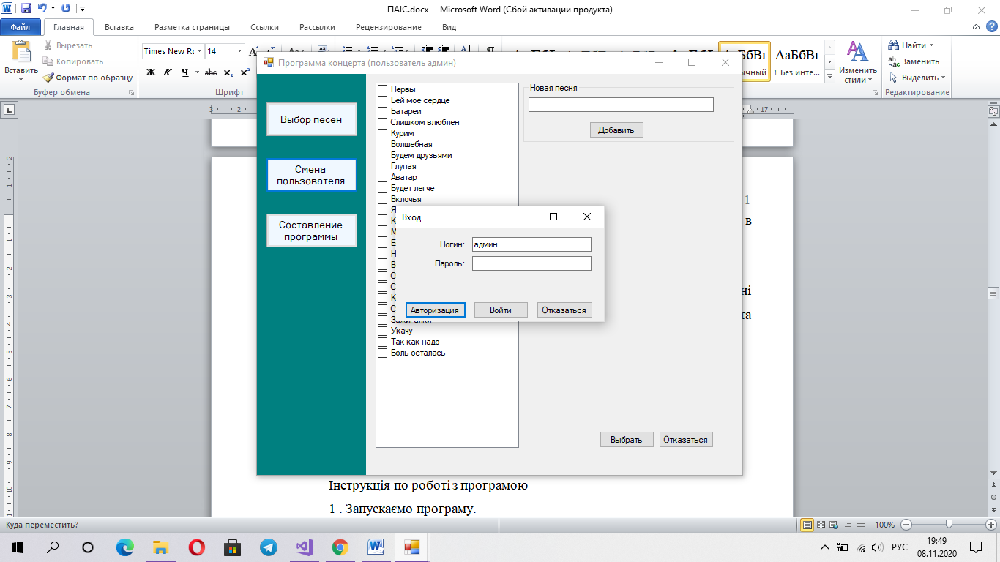 ПАІС.docx - Microsoft Word (Сбой активации продукта)
Файл Главная Вставка Разметка страницы Ссылки Рассылки Рецензирование Вид
Вставить
Вырезать
Копировать
Формат по образцу
Буфер обмена
Times New Ro 14
Ж К Ч abc x₂ x²
Шрифт
АаБбВв
¶ Без инте...
Изменить стили
Найти
Заменить
Выделить
Редактирование
Программа концерта (пользователь админ)
Выбор песен
Смена
пользователя
Составление
программы
Нервы
Бей мое сердце
Батареи
Слишком влюблен
Курим
Волшебная
Будем друзьями
Глупая
Аватар
Будет легче
Вклочья
Я
К
М
Е
Н
В
С
С
К
С
Зажигалки
Укачу
Так как надо
Боль осталась
Новая песня
Добавить
Вход
Логин: админ
Пароль:
Авторизация Войти Отказаться
Выбрать Отказаться
1
в
ні
та
Інструкція по роботі з програмою
1 . Запускаємо програму.
Куда переместить?
100%
РУС
19:49
08.11.2020